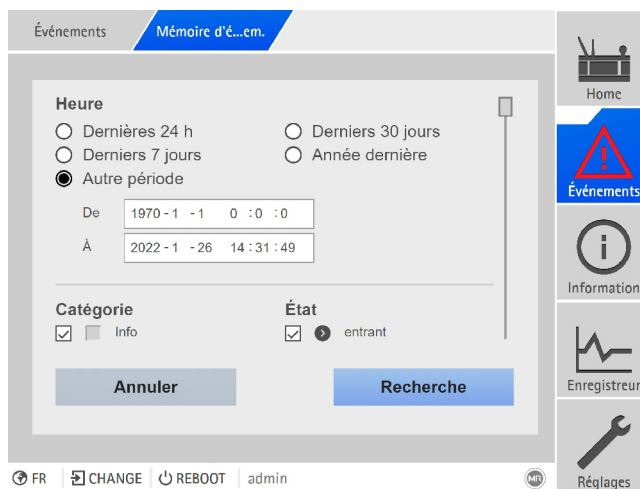 Événements
Mémoire d'é...em.
Home
Heure
Dernières 24 h
Derniers 30 jours
Derniers 7 jours
Année dernière
Autre période
De
1970 - 1 - 1 0 : 0 : 0
À
2022 - 1 - 26 14 : 31 : 49
Événements
Information
Catégorie
État
Info
entrant
Annuler
Recherche
Enregistreur
Réglages
FR
CHANGE
REBOOT
admin
MR